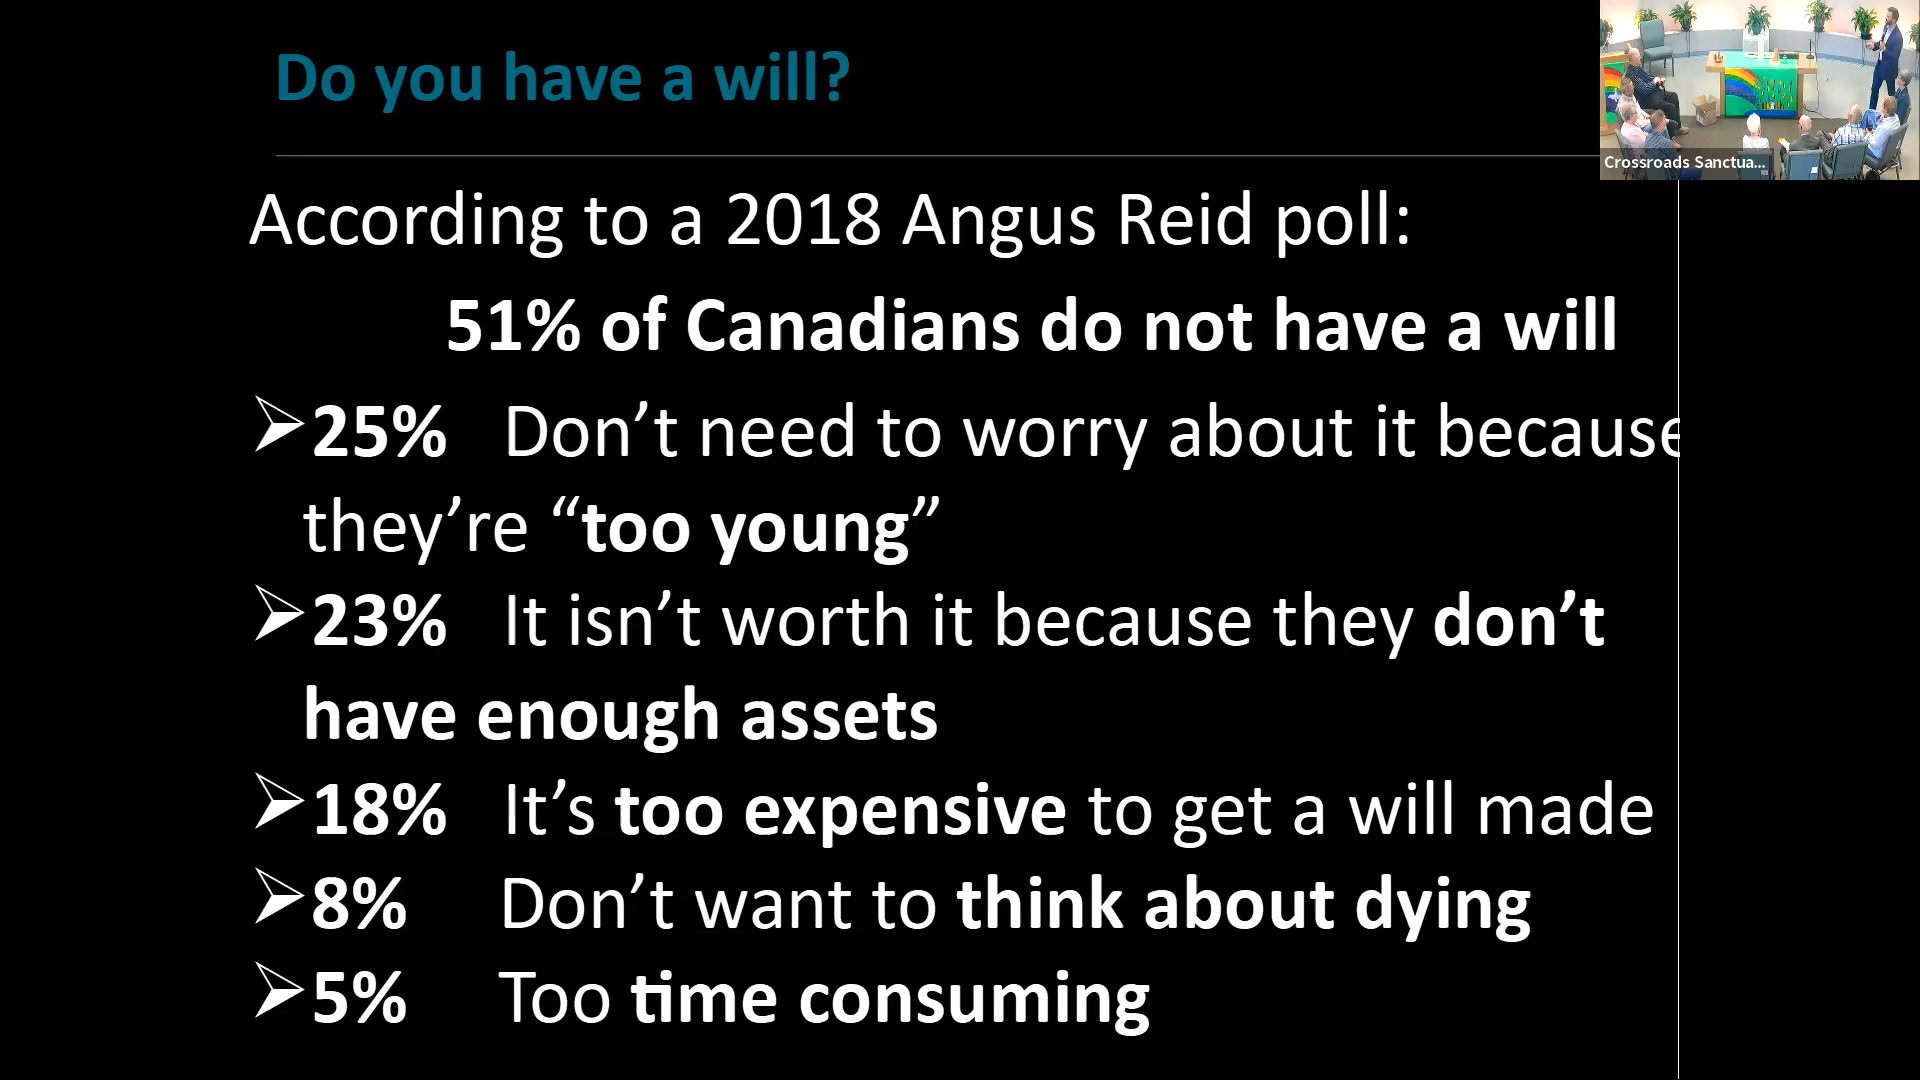 Do you have a will?
Crossroads Sanctua...
According to a 2018 Angus Reid poll:
51% of Canadians do not have a will
➢25% Don’t need to worry about it because
they’re “too young”
➢23% It isn’t worth it because they don’t
have enough assets
➢18% It’s too expensive to get a will made
➢8% Don’t want to think about dying
➢5% Too time consuming